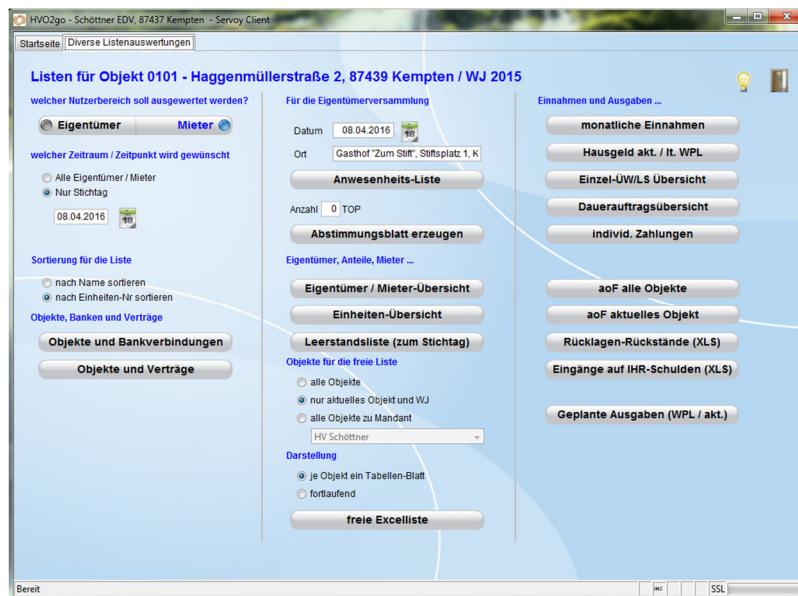 HVO2go - Schöttner EDV, 87437 Kempten - Servoy Client
Startseite Diverse Listenauswertungen
Listen für Objekt 0101 - Haggenmüllerstraße 2, 87439 Kempten / WJ 2015
welcher Nutzerbereich soll ausgewertet werden?
Eigentümer Mieter
welcher Zeitraum / Zeitpunkt wird gewünscht
Alle Eigentümer / Mieter
Nur Stichtag
08.04.2016 18
Sortierung für die Liste
nach Name sortieren
nach Einheiten-Nr sortieren
Objekte, Banken und Verträge
Objekte und Bankverbindungen
Objekte und Verträge
Für die Eigentümerversammlung
Datum 08.04.2016 18
Ort Gasthof "Zum Stift", Stiftsplatz 1, K
Anwesenheits-Liste
Anzahl 0 TOP
Abstimmungsblatt erzeugen
Eigentümer, Anteile, Mieter ...
Eigentümer / Mieter-Übersicht
Einheiten-Übersicht
Leerstandsliste (zum Stichtag)
Objekte für die freie Liste
alle Objekte
nur aktuelles Objekt und WJ
alle Objekte zu Mandant
HV Schöttner
Darstellung
je Objekt ein Tabellen-Blatt
fortlaufend
freie Excelliste
Einnahmen und Ausgaben ...
monatliche Einnahmen
Hausgeld akt. / lt. WPL
Einzel-ÜW/LS Übersicht
Dauerauftragsübersicht
individ. Zahlungen
aoF alle Objekte
aoF aktuelles Objekt
Rücklagen-Rückstände (XLS)
Eingänge auf IHR-Schulden (XLS)
Geplante Ausgaben (WPL / akt.)
Bereit INS SSL